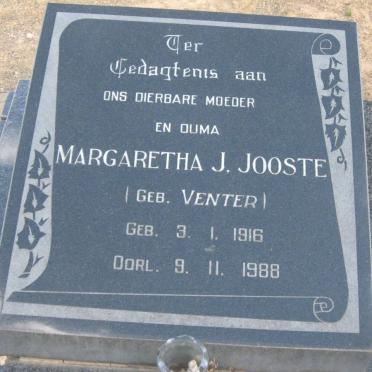 Ter
Gedagtenis aan
ONS DIERBARE MOEDER
EN OUMA
MARGARETHA J. JOOSTE
( GEB. VENTER )
GEB. 3. 1. 1916
OORL. 9. 11. 1988